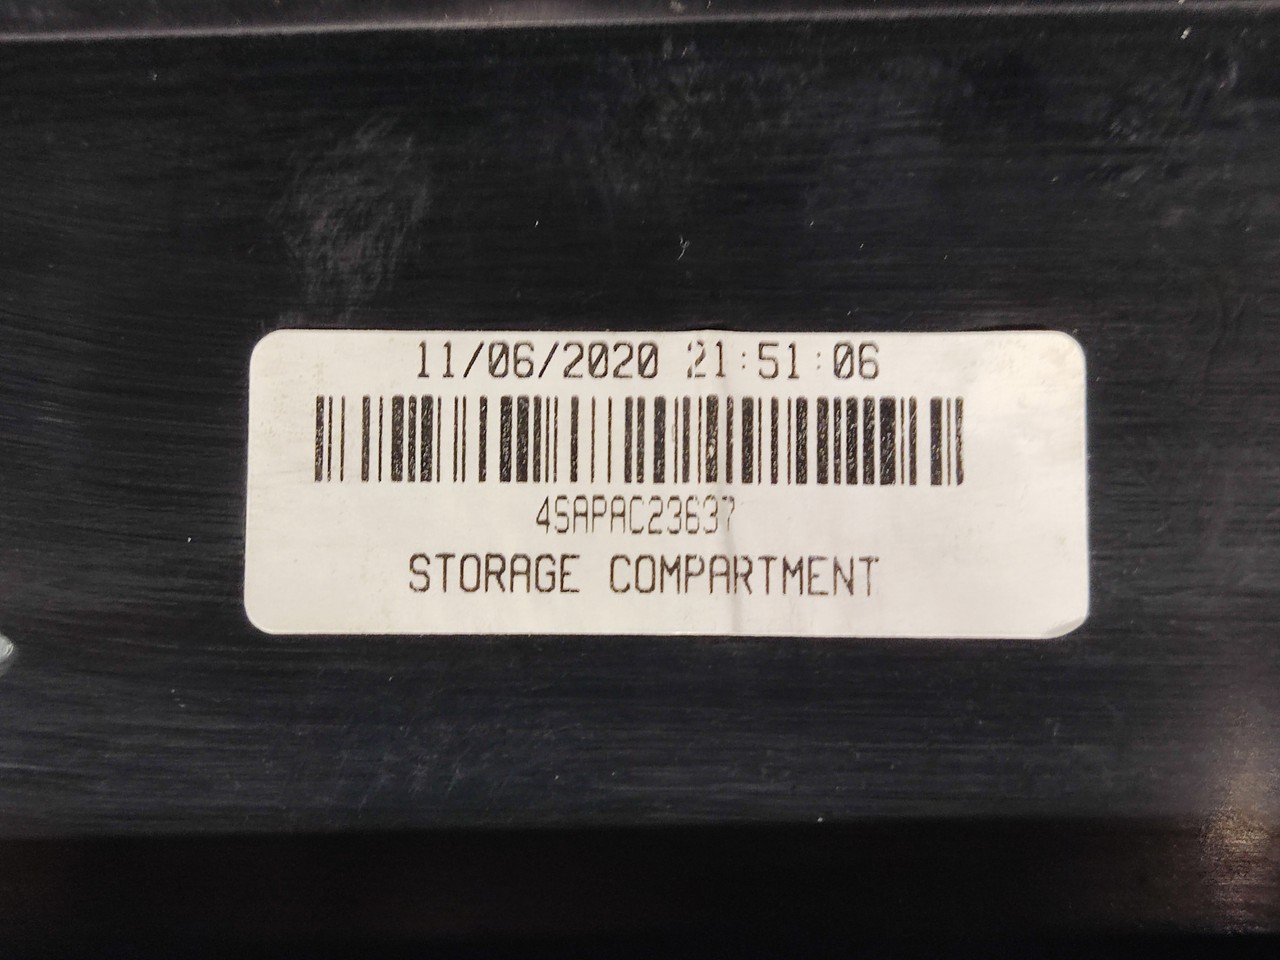 11/06/2020 21:51:06
4SAPAC23637
STORAGE COMPARTMENT